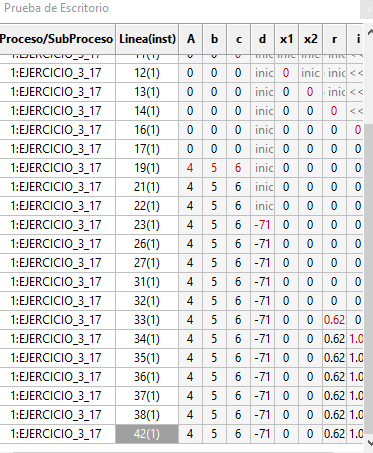 Prueba de Escritorio
Proceso/SubProceso Linea(inst) A b c d x1 x2 r i
1:EJERCICIO_3_17 11(1) 0 0 0
1:EJERCICIO_3_17 12(1) 0 0 0 inic 0 inic inic <<
1:EJERCICIO_3_17 13(1) 0 0 0 inic 0 0 inic <<
1:EJERCICIO_3_17 14(1) 0 0 0 inic 0 0 0 <<
1:EJERCICIO_3_17 16(1) 0 0 0 inic 0 0 0 0
1:EJERCICIO_3_17 17(1) 0 0 0 inic 0 0 0 0
1:EJERCICIO_3_17 19(1) 4 5 6 inic 0 0 0 0
1:EJERCICIO_3_17 21(1) 4 5 6 inic 0 0 0 0
1:EJERCICIO_3_17 22(1) 4 5 6 inic 0 0 0 0
1:EJERCICIO_3_17 23(1) 4 5 6 -71 0 0 0 0
1:EJERCICIO_3_17 26(1) 4 5 6 -71 0 0 0 0
1:EJERCICIO_3_17 27(1) 4 5 6 -71 0 0 0 0
1:EJERCICIO_3_17 31(1) 4 5 6 -71 0 0 0 0
1:EJERCICIO_3_17 32(1) 4 5 6 -71 0 0 0 0
1:EJERCICIO_3_17 33(1) 4 5 6 -71 0 0 0.62 0
1:EJERCICIO_3_17 34(1) 4 5 6 -71 0 0 0.62 1.0
1:EJERCICIO_3_17 35(1) 4 5 6 -71 0 0 0.62 1.0
1:EJERCICIO_3_17 36(1) 4 5 6 -71 0 0 0.62 1.0
1:EJERCICIO_3_17 37(1) 4 5 6 -71 0 0 0.62 1.0
1:EJERCICIO_3_17 38(1) 4 5 6 -71 0 0 0.62 1.0
1:EJERCICIO_3_17 42(1) 4 5 6 -71 0 0 0.62 1.0